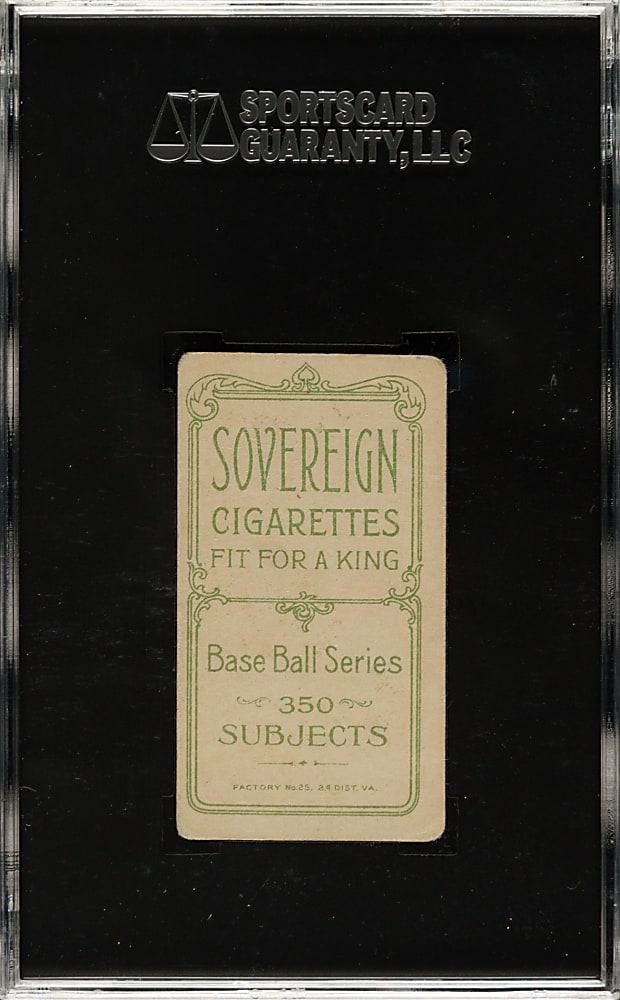 SPORTSCARD
GUARANTY, LLC
SOVEREIGN
CIGARETTES
FIT FOR A KING
Base Ball Series
350
SUBJECTS
FACTORY No. 25, 2d DIST. VA.